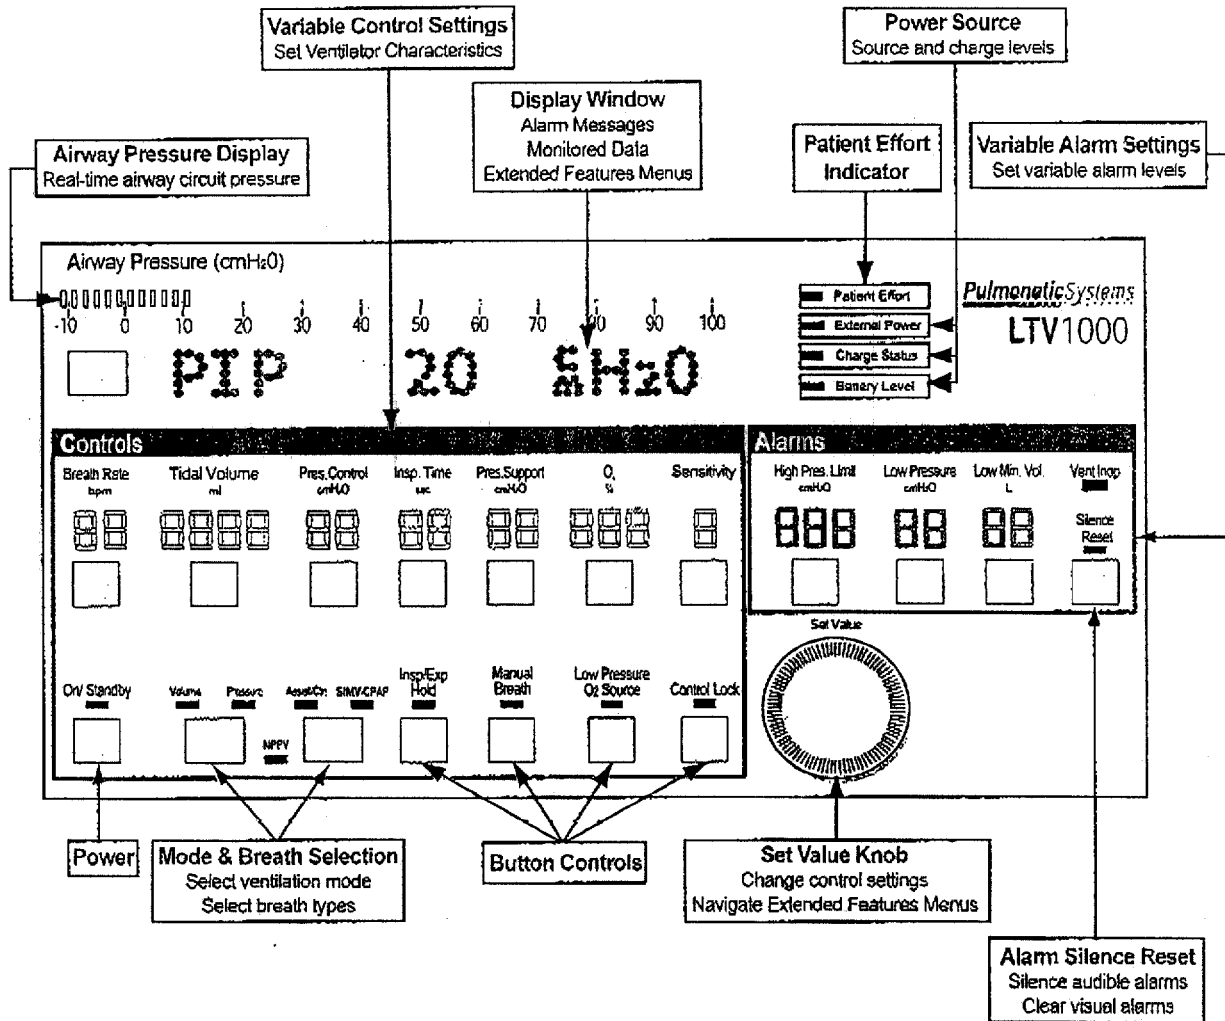 Variable Control Settings
Set Ventilator Characteristics
Power Source
Source and charge levels
Display Window
Alarm Messages
Monitored Data
Extended Features Menus
Airway Pressure Display
Real-time airway circuit pressure
Patient Effort
Indicator
Variable Alarm Settings
Set variable alarm levels
Airway Pressure (cmH₂0)
-10 0 10 20 30 40 50 60 70 80 90 100
PIP 20 cmH₂O
Patient Effort
External Power
Charge Status
Battery Level
Pulmonetic Systems
LTV1000
Controls
Breath Rate
bpm
Tidal Volume
ml
Pres.Control
cmH₂O
Insp. Time
sec
Pres.Support
cmH₂O
O₂
%
Sensitivity
Alarms
High Pres. Limit
cmH₂O
Low Pressure
cmH₂O
Low Min. Vol.
L
Vent Inop
Silence
Reset
On/Standby
Volume Pressure
Assist/Ctrl SIMV/CPAP
NPPV
Insp/Exp
Hold
Manual
Breath
Low Pressure
O₂ Source
Control Lock
Set Value
Power
Mode & Breath Selection
Select ventilation mode
Select breath types
Button Controls
Set Value Knob
Change control settings
Navigate Extended Features Menus
Alarm Silence Reset
Silence audible alarms
Clear visual alarms